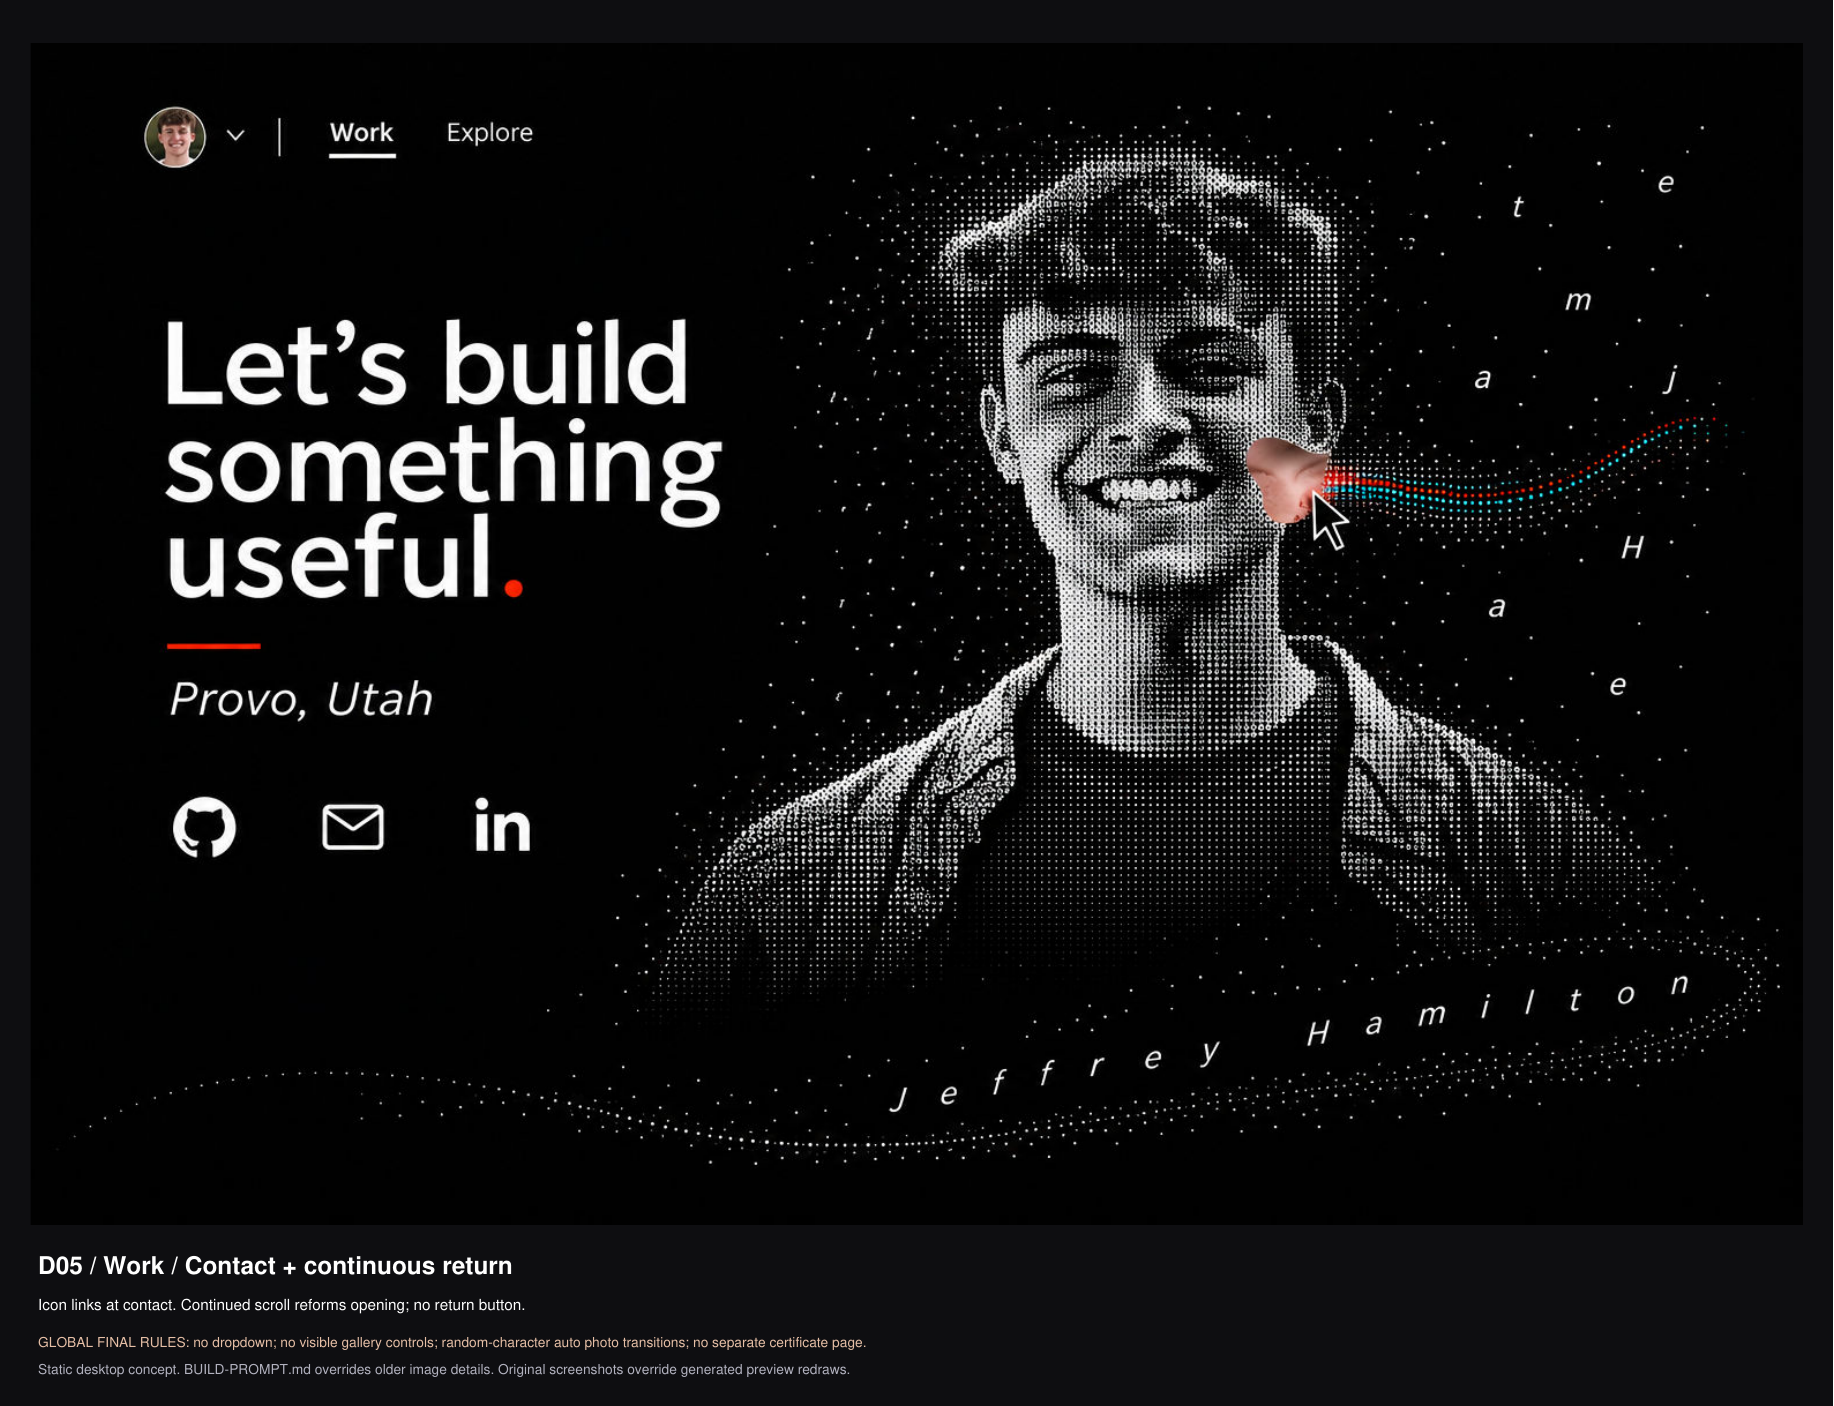 Work Explore
Let's build
something
useful.
Provo, Utah
in
t
e
m
a
j
H
a
e
Jeffrey Hamilton
D05 / Work / Contact + continuous return
Icon links at contact. Continued scroll reforms opening; no return button.
GLOBAL FINAL RULES: no dropdown; no visible gallery controls; random-character auto photo transitions; no separate certificate page.
Static desktop concept. BUILD-PROMPT.md overrides older image details. Original screenshots override generated preview redraws.